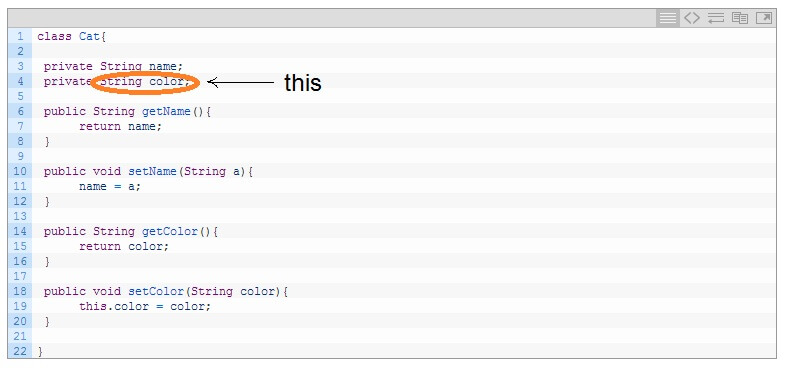 1 class Cat{
2
3 private String name;
4 private String color;
this
5
6 public String getName(){
7 return name;
8 }
9
10 public void setName(String a){
11 name = a;
12 }
13
14 public String getColor(){
15 return color;
16 }
17
18 public void setColor(String color){
19 this.color = color;
20 }
21
22 }